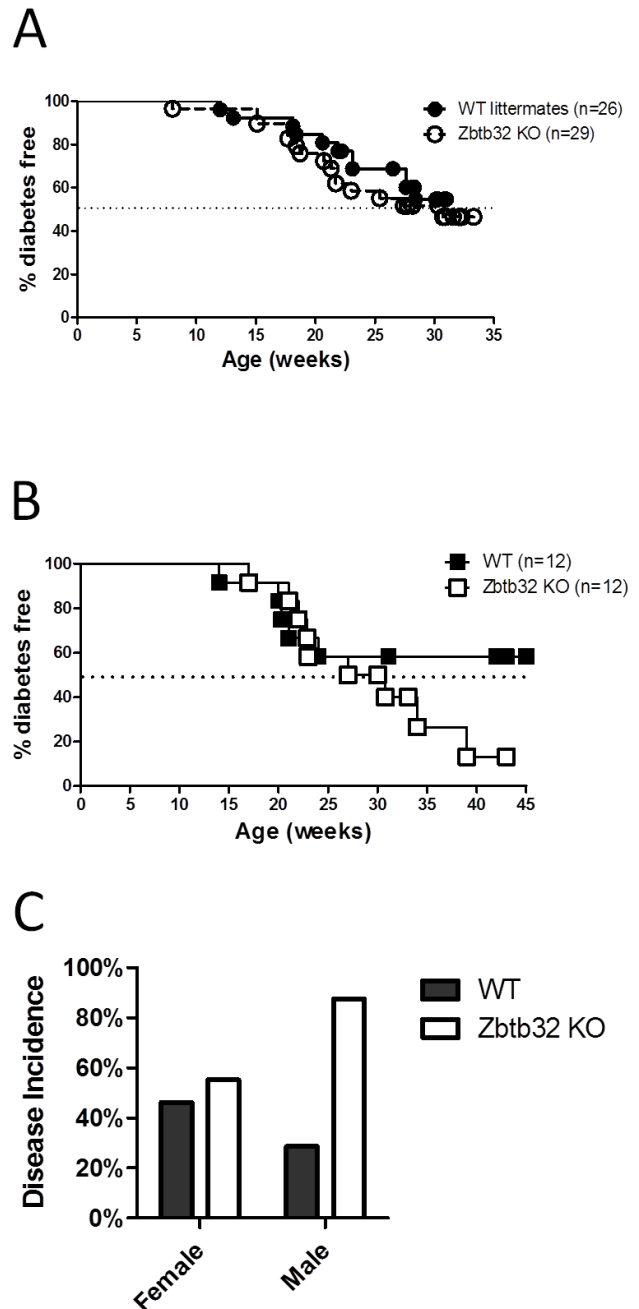 A
100
80
60
40
20
0
% diabetes free
WT littermates (n=26)
Zbtb32 KO (n=29)
0 5 10 15 20 25 30 35
Age (weeks)
B
100
80
60
40
20
0
% diabetes free
WT (n=12)
Zbtb32 KO (n=12)
0 5 10 15 20 25 30 35 40 45
Age (weeks)
C
100%
80%
60%
40%
20%
0%
Disease Incidence
WT
Zbtb32 KO
Female
Male